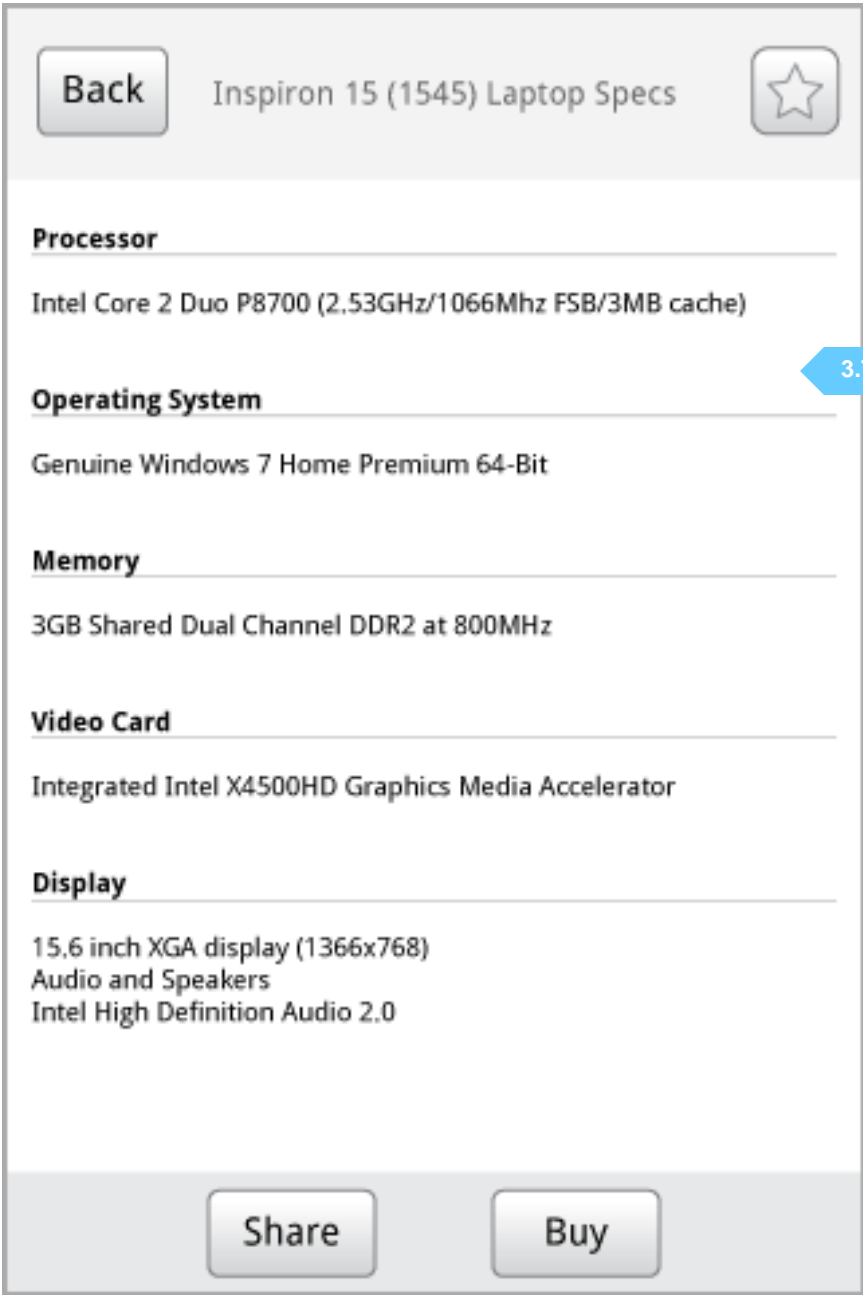 Back
Inspiron 15 (1545) Laptop Specs
Processor
Intel Core 2 Duo P8700 (2.53GHz/1066Mhz FSB/3MB cache)
3.
Operating System
Genuine Windows 7 Home Premium 64-Bit
Memory
3GB Shared Dual Channel DDR2 at 800MHz
Video Card
Integrated Intel X4500HD Graphics Media Accelerator
Display
15.6 inch XGA display (1366x768)
Audio and Speakers
Intel High Definition Audio 2.0
Share
Buy